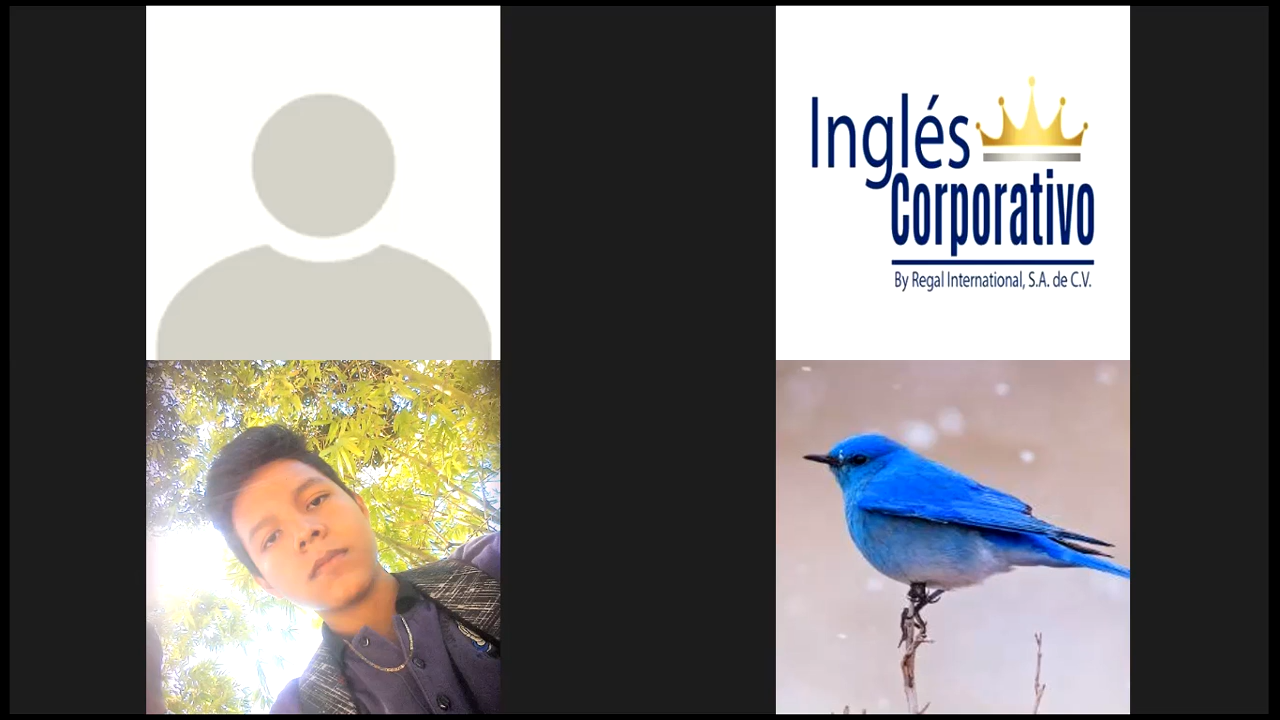 Inglés
Corporativo
By Regal International, S.A. de C.V.